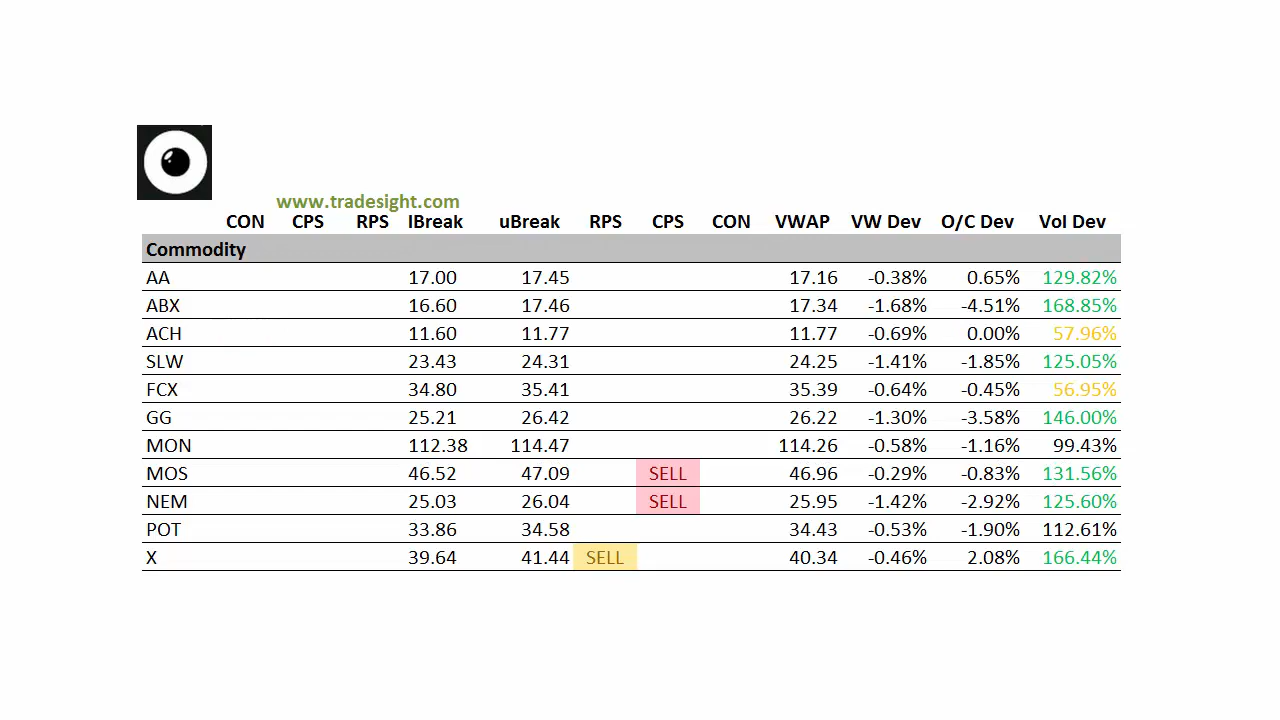 www.tradesight.com
CON CPS RPS lBreak uBreak RPS CPS CON VWAP VW Dev O/C Dev Vol Dev
Commodity
AA 17.00 17.45 17.16 -0.38% 0.65% 129.82%
ABX 16.60 17.46 17.34 -1.68% -4.51% 168.85%
ACH 11.60 11.77 11.77 -0.69% 0.00% 57.96%
SLW 23.43 24.31 24.25 -1.41% -1.85% 125.05%
FCX 34.80 35.41 35.39 -0.64% -0.45% 56.95%
GG 25.21 26.42 26.22 -1.30% -3.58% 146.00%
MON 112.38 114.47 114.26 -0.58% -1.16% 99.43%
MOS 46.52 47.09 SELL 46.96 -0.29% -0.83% 131.56%
NEM 25.03 26.04 SELL 25.95 -1.42% -2.92% 125.60%
POT 33.86 34.58 34.43 -0.53% -1.90% 112.61%
X 39.64 41.44 SELL 40.34 -0.46% 2.08% 166.44%